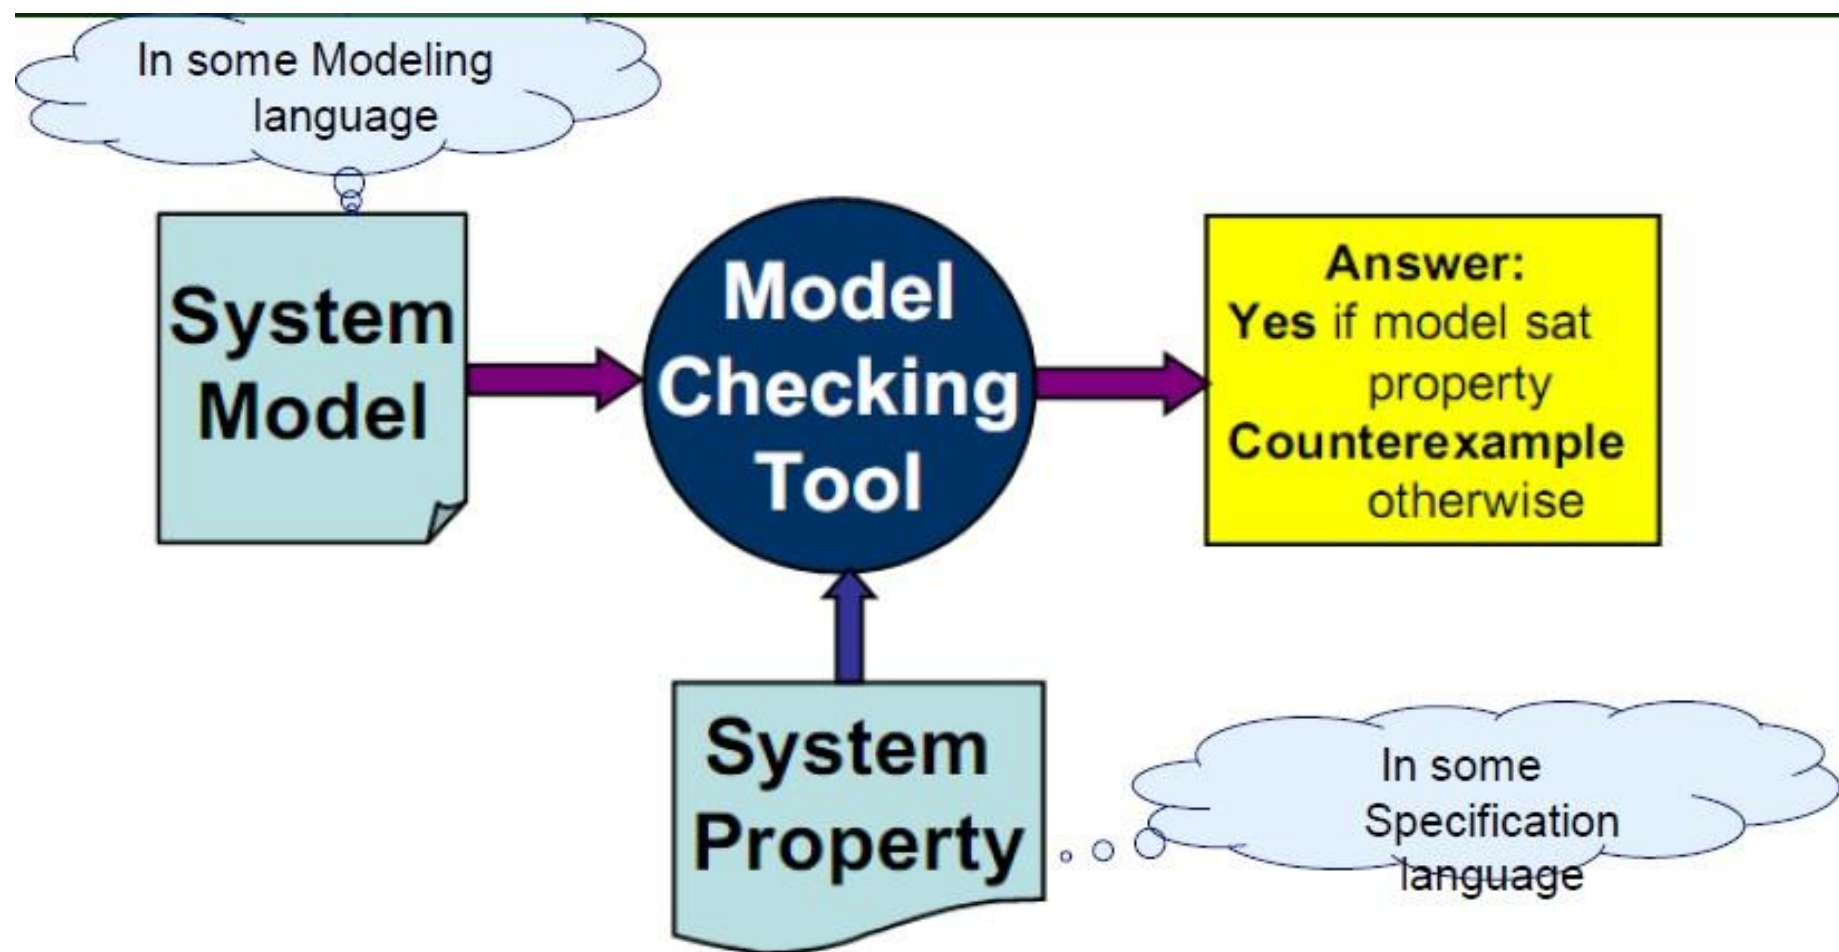 In some Modeling
language
System
Model
Model
Checking
Tool
Answer:
Yes if model sat
property
Counterexample
otherwise
System
Property
In some
Specification
language